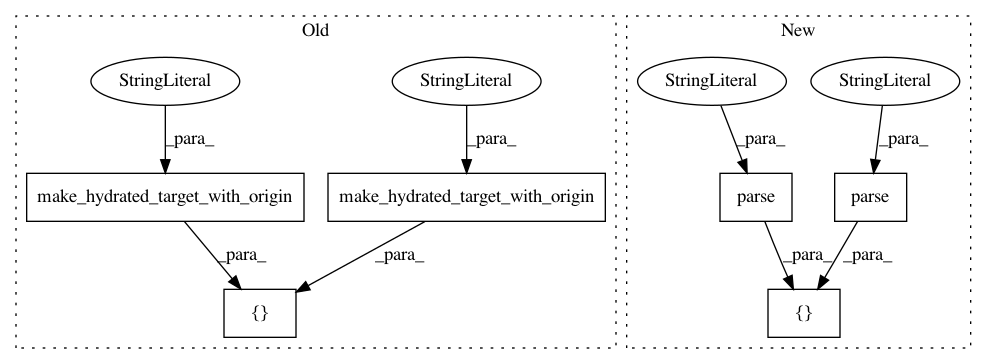 Old
New
StringLiteral
StringLiteral
StringLiteral
StringLiteral
_para_
_para_
_para_
_para_
make_hydrated_target_with_origin
make_hydrated_target_with_origin
parse
parse
_para_
_para_
_para_
_para_
{}
{}